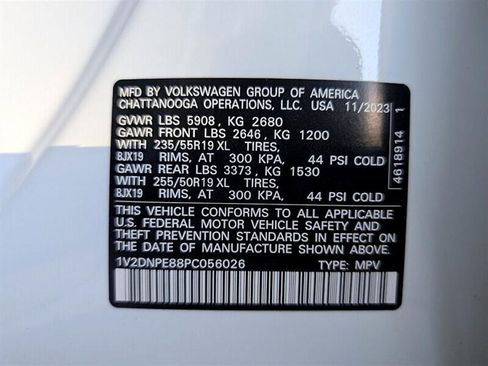 MFD BY VOLKSWAGEN GROUP OF AMERICA
CHATTANOOGA OPERATIONS, LLC. USA 11/2023
GVWR LBS 5908, KG 2680
GAWR FRONT LBS 2646, KG 1200
WITH 235/55R19 XL TIRES,
8JX19 RIMS, AT 300 KPA, 44 PSI COLD
GAWR REAR LBS 3373, KG 1530
WITH 255/50R19 XL TIRES,
8JX19 RIMS, AT 300 KPA, 44 PSI COLD
THIS VEHICLE CONFORMS TO ALL APPLICABLE
U.S. FEDERAL MOTOR VEHICLE SAFETY AND
THEFT PREVENTION STANDARDS IN EFFECT ON
THE DATE OF MANUFACTURE SHOWN ABOVE.
1V2DNPE88PC056026 TYPE: MPV
4618914 1